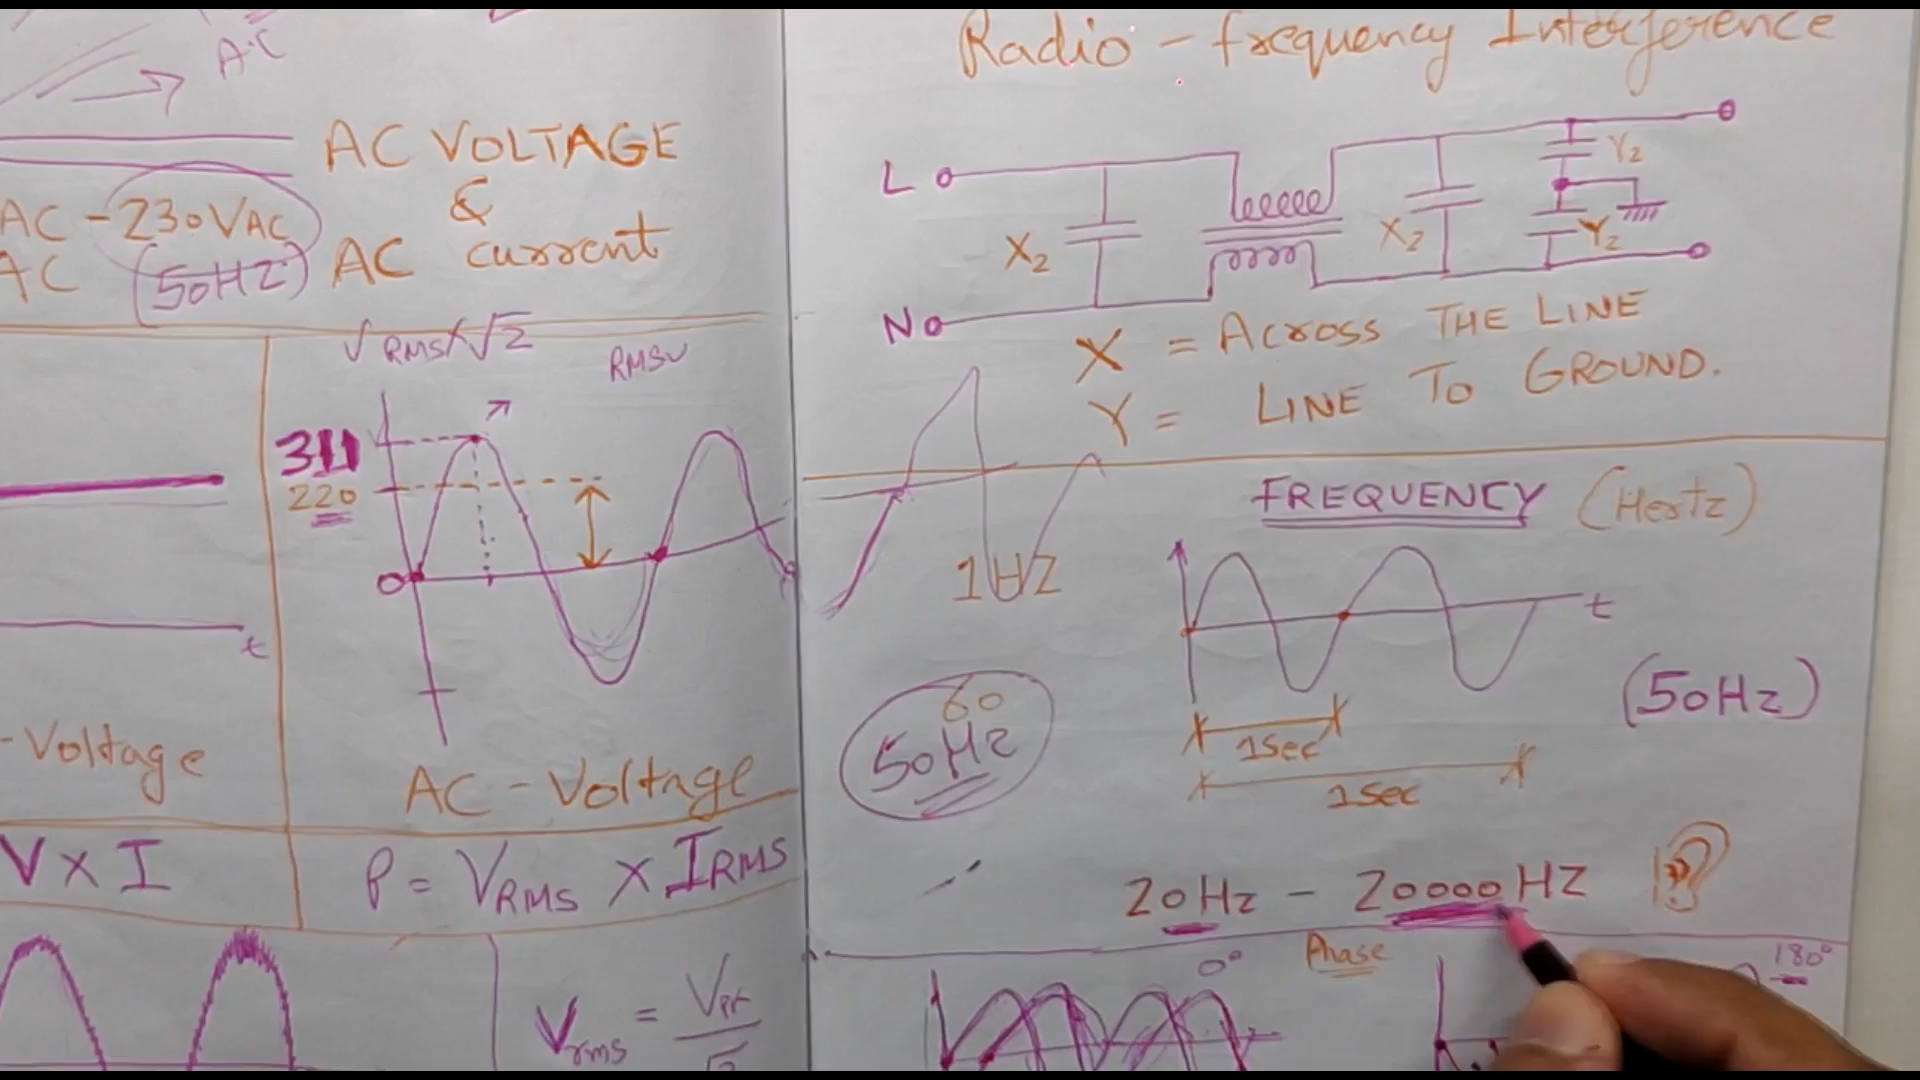 A.C
AC VOLTAGE
&
AC current
AC - 230VAC
AC (50HZ)
VRMS×√2
RMSV
311
220
0
t
-Voltage
AC - Voltage
V X I
P = VRMS X IRMS
Vrms =
Radio - frequency Interference
L
N
X2
X2
Y2
Y2
X = ACROSS THE LINE
Y = LINE TO GROUND.
FREQUENCY (Hertz)
1HZ
t
60
50Hz
(50Hz)
1sec
1sec
20Hz - 20000HZ
Phase
0°
180°